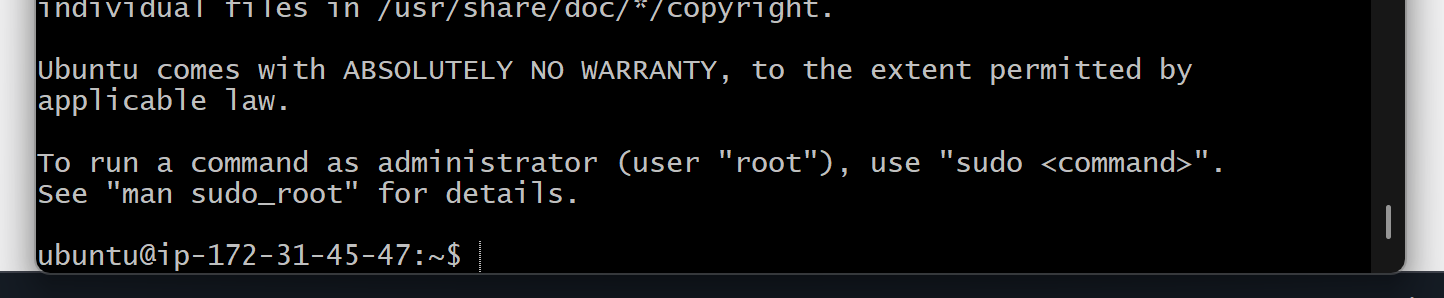 individual files in /usr/share/doc/*/copyright.
Ubuntu comes with ABSOLUTELY NO WARRANTY, to the extent permitted by
applicable law.
To run a command as administrator (user "root"), use "sudo <command>".
See "man sudo_root" for details.
ubuntu@ip-172-31-45-47:~$